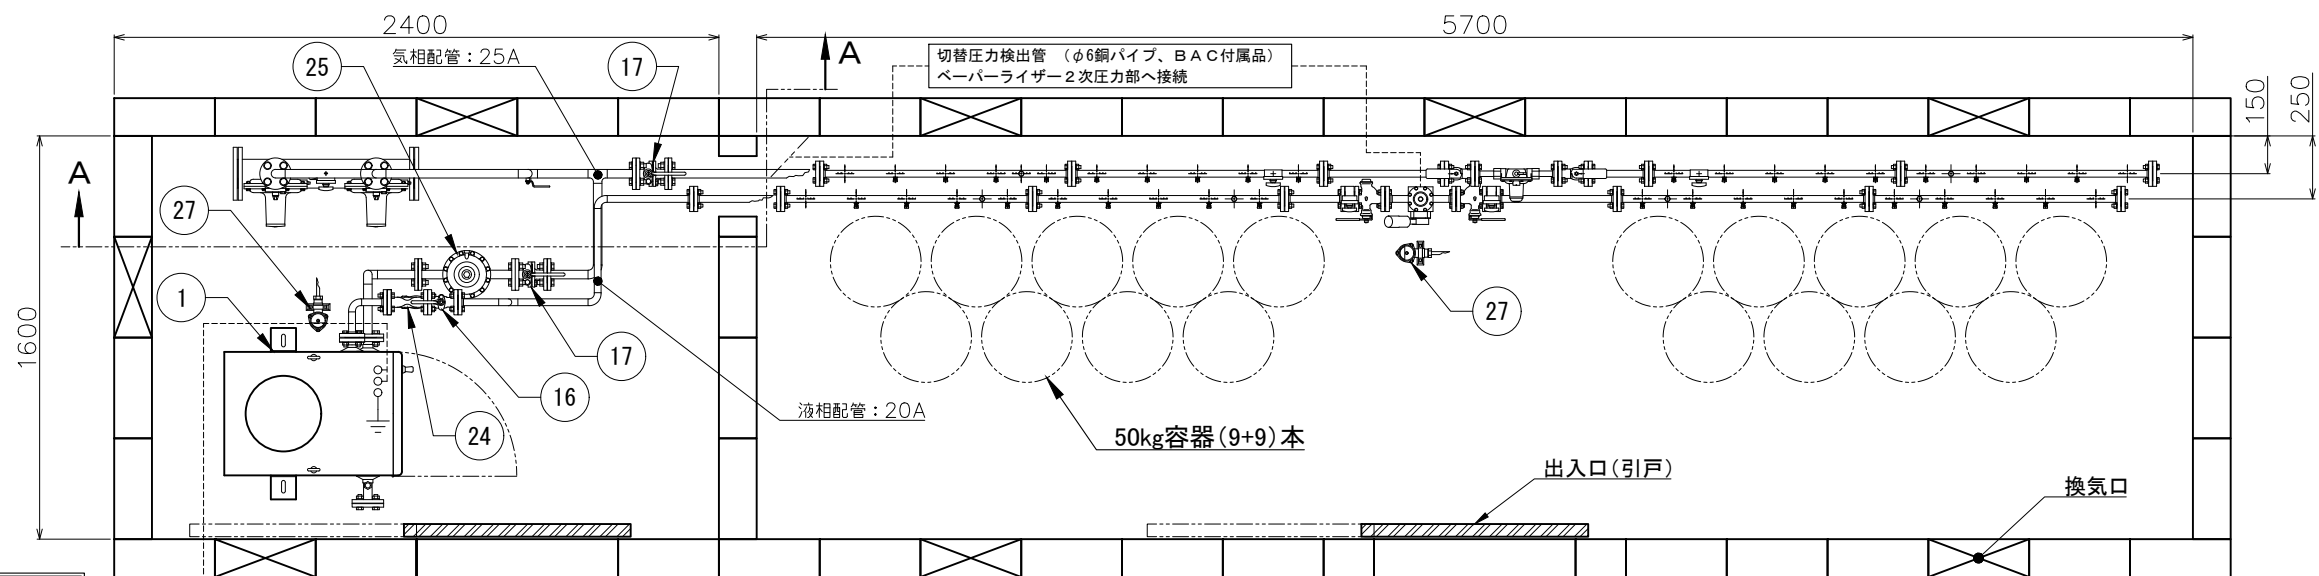 2400
5700
気相配管：25A
25
17
A
切替圧力検出管　（φ6銅パイプ、ＢＡＣ付属品）
ベーパーライザー２次圧力部へ接続
150
250
A
27
1
1600
27
17
16
24
液相配管：20A
50kg容器（9+9）本
出入口（引戸）
換気口